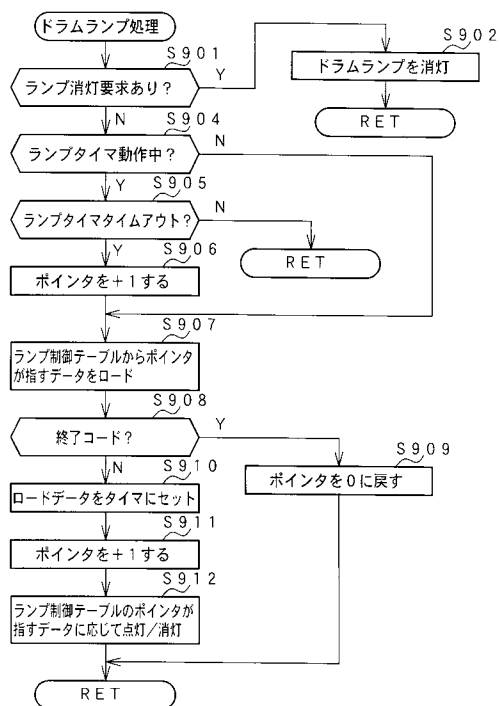 ドラムランプ処理
S901
ランプ消灯要求あり？
Y
N
S902
ドラムランプを消灯
RET
S904
ランプタイマ動作中？
N
Y
S905
ランプタイマタイムアウト？
N
Y
RET
S906
ポインタを＋1する
S907
ランプ制御テーブルからポインタ
が指すデータをロード
S908
終了コード？
Y
N
S909
ポインタを0に戻す
S910
ロードデータをタイマにセット
S911
ポインタを＋1する
S912
ランプ制御テーブルのポインタが
指すデータに応じて点灯／消灯
RET